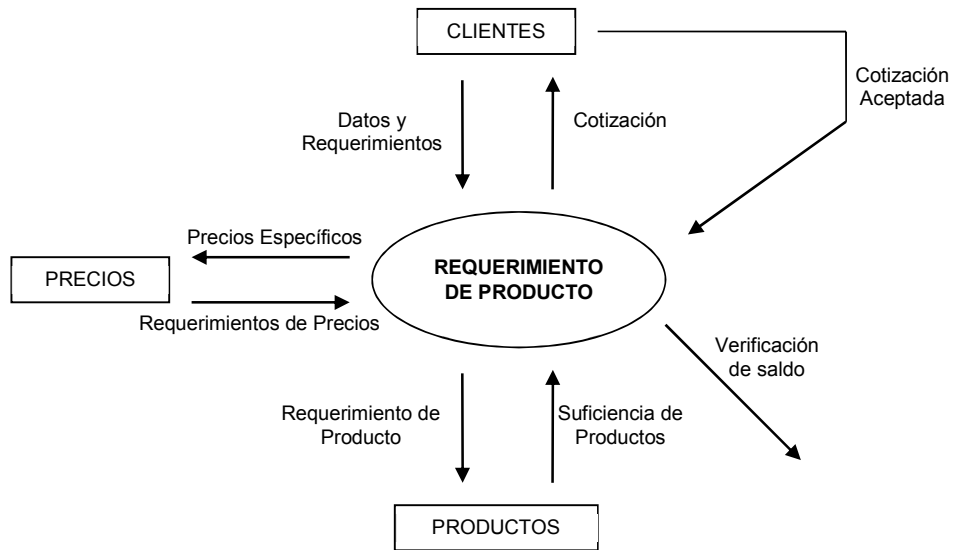 CLIENTES
Cotización
Aceptada
Datos y
Requerimientos
Cotización
Precios Específicos
PRECIOS
REQUERIMIENTO
DE PRODUCTO
Requerimientos de Precios
Verificación
de saldo
Requerimiento de
Producto
Suficiencia de
Productos
PRODUCTOS